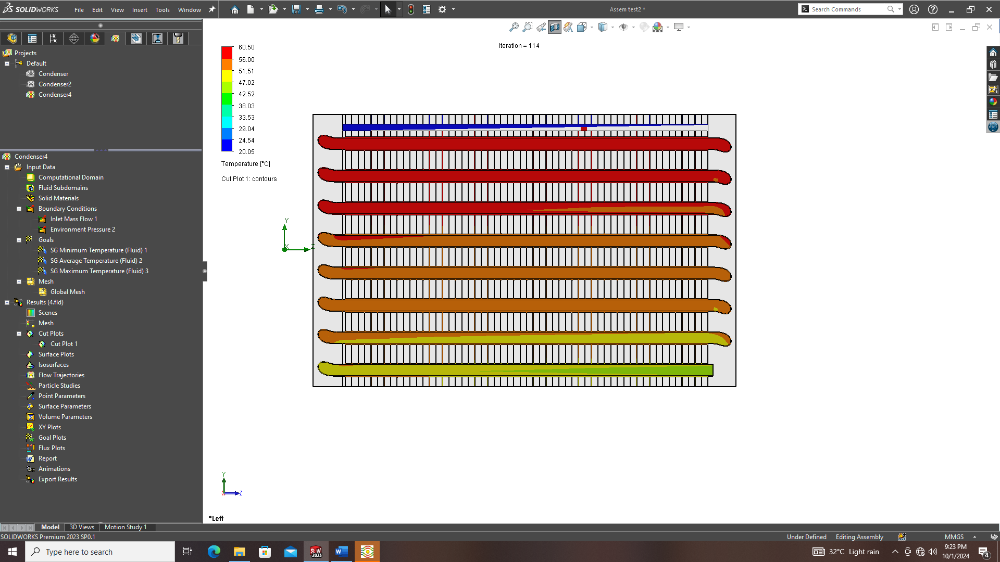 SOLIDWORKS File Edit View Insert Tools Window Assem test2 * Search Commands
Iteration = 114
60.50
56.00
51.51
47.02
42.52
38.03
33.53
29.04
24.54
20.05
Temperature [°C]
Cut Plot 1: contours
Projects
Default
Condenser
Condenser2
Condenser4
Condenser4
Input Data
Computational Domain
Fluid Subdomains
Solid Materials
Boundary Conditions
Inlet Mass Flow 1
Environment Pressure 2
Goals
SG Minimum Temperature (Fluid) 1
SG Average Temperature (Fluid) 2
SG Maximum Temperature (Fluid) 3
Mesh
Global Mesh
Results (4.fld)
Scenes
Mesh
Cut Plots
Cut Plot 1
Surface Plots
Isosurfaces
Flow Trajectories
Particle Studies
Point Parameters
Surface Parameters
Volume Parameters
XY Plots
Goal Plots
Flux Plots
Report
Animations
Export Results
Y
X
Z
Y
Z
*Left
Model 3D Views Motion Study 1
SOLIDWORKS Premium 2023 SP0.1 Under Defined Editing Assembly MMGS
Type here to search
SW
2023
W
32°C Light rain
9:23 PM
10/1/2024
4